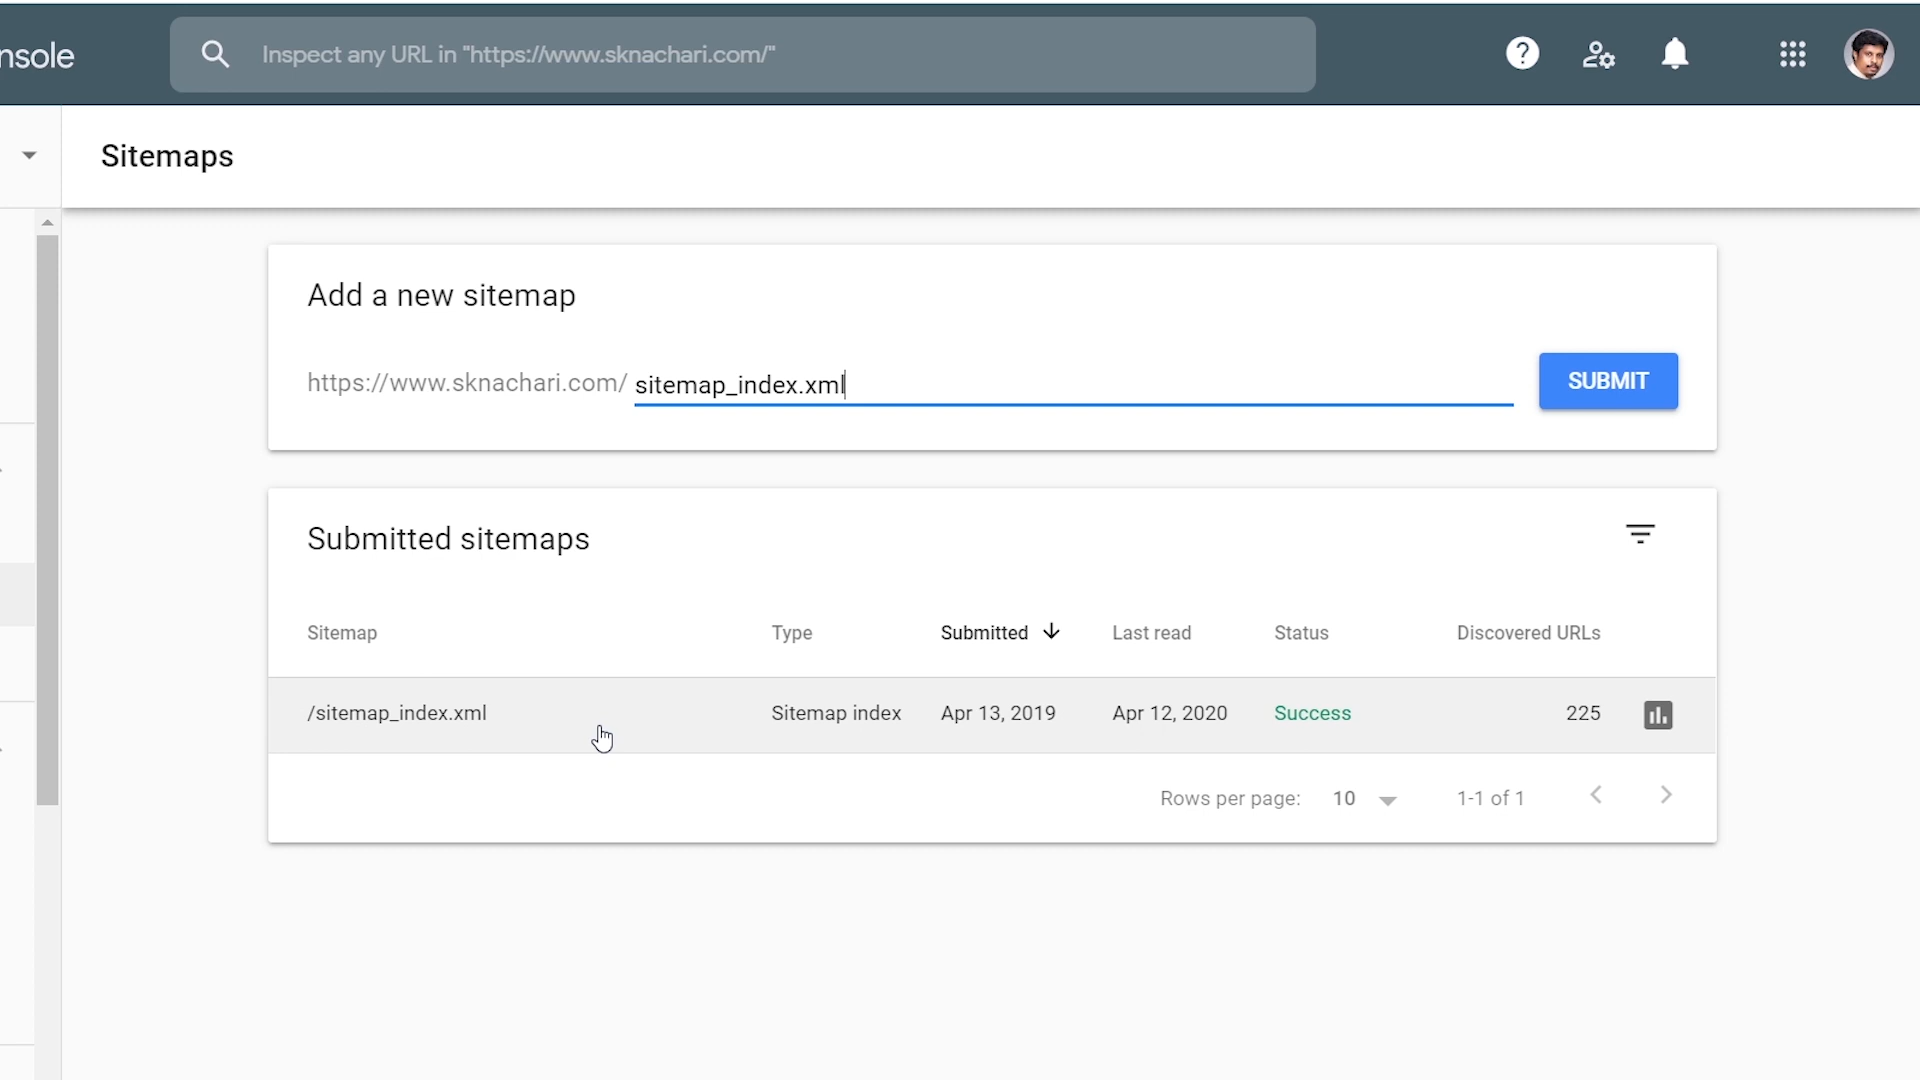 nsole
Inspect any URL in "https://www.sknachari.com/"
Sitemaps
Add a new sitemap
https://www.sknachari.com/ sitemap_index.xml
SUBMIT
Submitted sitemaps
Sitemap Type Submitted Last read Status Discovered URLs
/sitemap_index.xml Sitemap index Apr 13, 2019 Apr 12, 2020 Success 225
Rows per page: 10 1-1 of 1